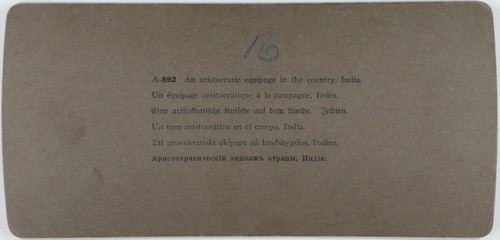 16
A-892 An aristocratic equipage in the country, India.
Un équipage aristocratique à la campagne, Indes.
Eine aristokratische Kutsche auf dem Lande. Indien.
Un tren aristocrático en el campo, India.
Ett aristokratiskt ekipage på landsbygden, Indien.
Аристократическій экипажъ страны, Индія.